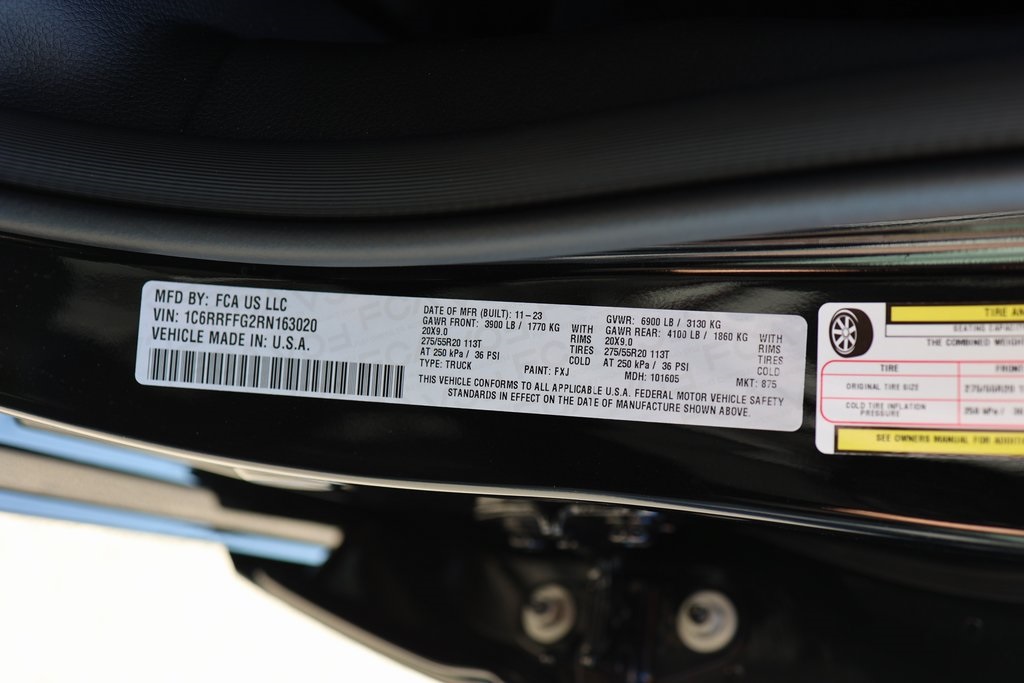 MFD BY: FCA US LLC
VIN: 1C6RRFFG2RN163020
VEHICLE MADE IN: U.S.A.
DATE OF MFR (BUILT): 11-23
GAWR FRONT: 3900 LB / 1770 KG WITH
20X9.0 RIMS
275/55R20 113T TIRES
AT 250 kPa / 36 PSI COLD
TYPE: TRUCK
PAINT: FXJ
GVWR: 6900 LB / 3130 KG
GAWR REAR: 4100 LB / 1860 KG WITH
20X9.0 RIMS
275/55R20 113T TIRES
AT 250 kPa / 36 PSI COLD
MDH: 101605
MKT: 875
THIS VEHICLE CONFORMS TO ALL APPLICABLE U.S.A. FEDERAL MOTOR VEHICLE SAFETY
STANDARDS IN EFFECT ON THE DATE OF MANUFACTURE SHOWN ABOVE.
TIRE
SEATING
THE COMBINED
TIRE
ORIGINAL TIRE SIZE
COLD TIRE INFLATION
PRESSURE
SEE OWNERS MANUAL FOR